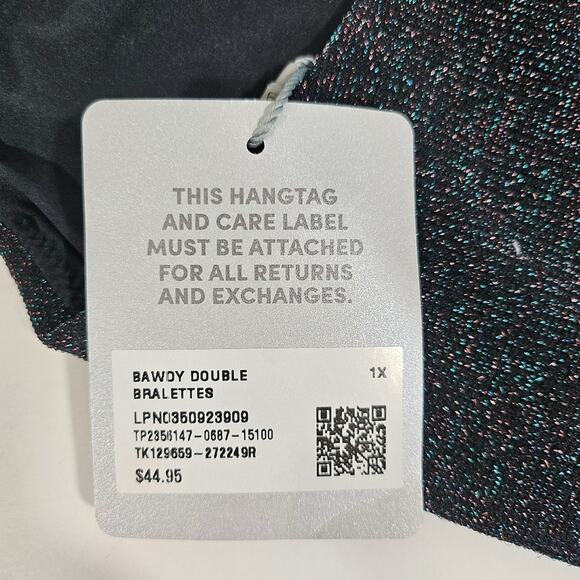 THIS HANGTAG
AND CARE LABEL
MUST BE ATTACHED
FOR ALL RETURNS
AND EXCHANGES.
BAWDY DOUBLE 1X
BRALETTES
LPN0350923909
TP2356147-0687-15100
TK129659-272249R
$44.95